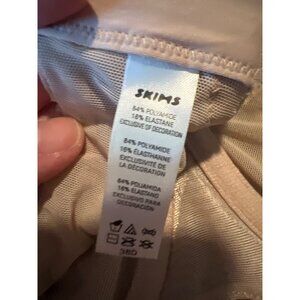 SKIMS
84% POLYAMIDE
16% ELASTANE
EXCLUSIVE OF DECORATION
84% POLYAMIDE
16% ÉLASTHANNE
EXCLUSIVITÉ DE
LA DÉCORATION
84% POLIAMIDA
16% ELASTANO
EXCLUSIVO PARA
DECORACIÓN